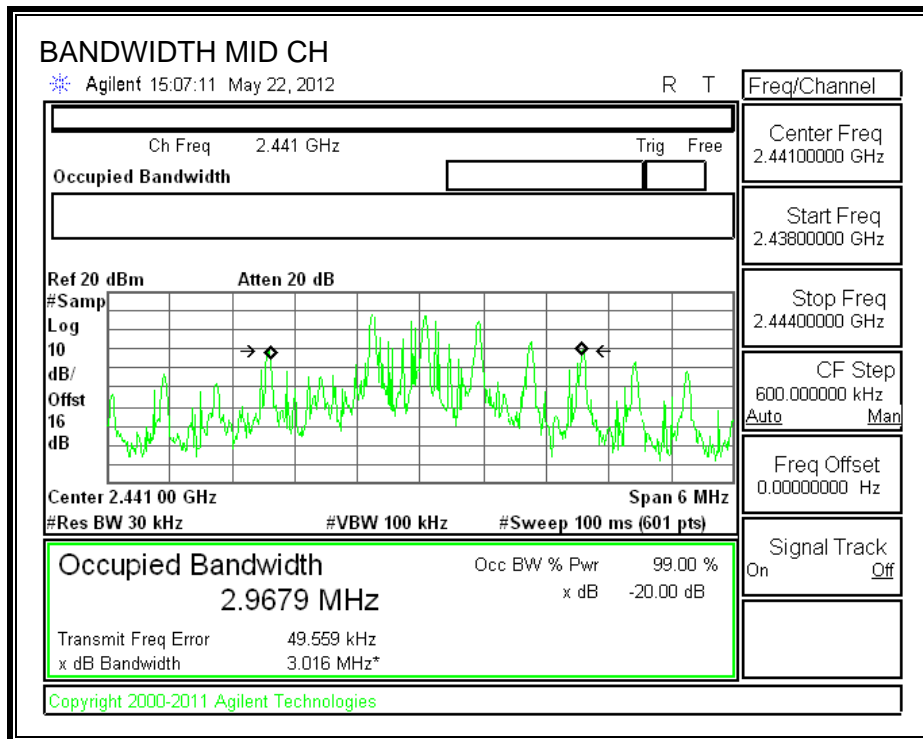 BANDWIDTH MID CH
Agilent 15:07:11 May 22, 2012 R T
Freq/Channel
Ch Freq 2.441 GHz Trig Free
Occupied Bandwidth
Center Freq
2.44100000 GHz
Start Freq
2.43800000 GHz
Stop Freq
2.44400000 GHz
CF Step
600.000000 kHz
Auto Man
Freq Offset
0.00000000 Hz
Signal Track
On Off
Ref 20 dBm Atten 20 dB
#Samp
Log
10
dB/
Offst
16
dB
Center 2.441 00 GHz Span 6 MHz
#Res BW 30 kHz #VBW 100 kHz #Sweep 100 ms (601 pts)
Occupied Bandwidth Occ BW % Pwr 99.00 %
2.9679 MHz x dB -20.00 dB
Transmit Freq Error 49.559 kHz
x dB Bandwidth 3.016 MHz*
Copyright 2000-2011 Agilent Technologies